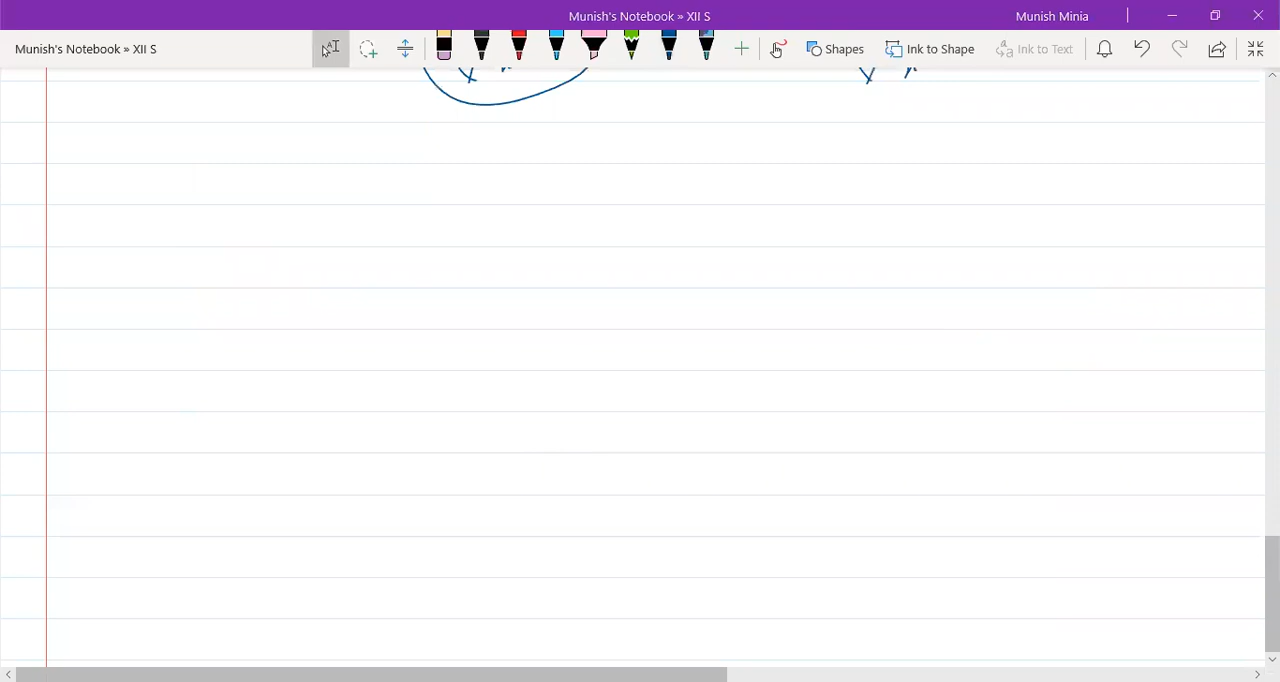 Munish's Notebook » XII S
Munish Minia
Munish's Notebook » XII S
Shapes
Ink to Shape
Ink to Text